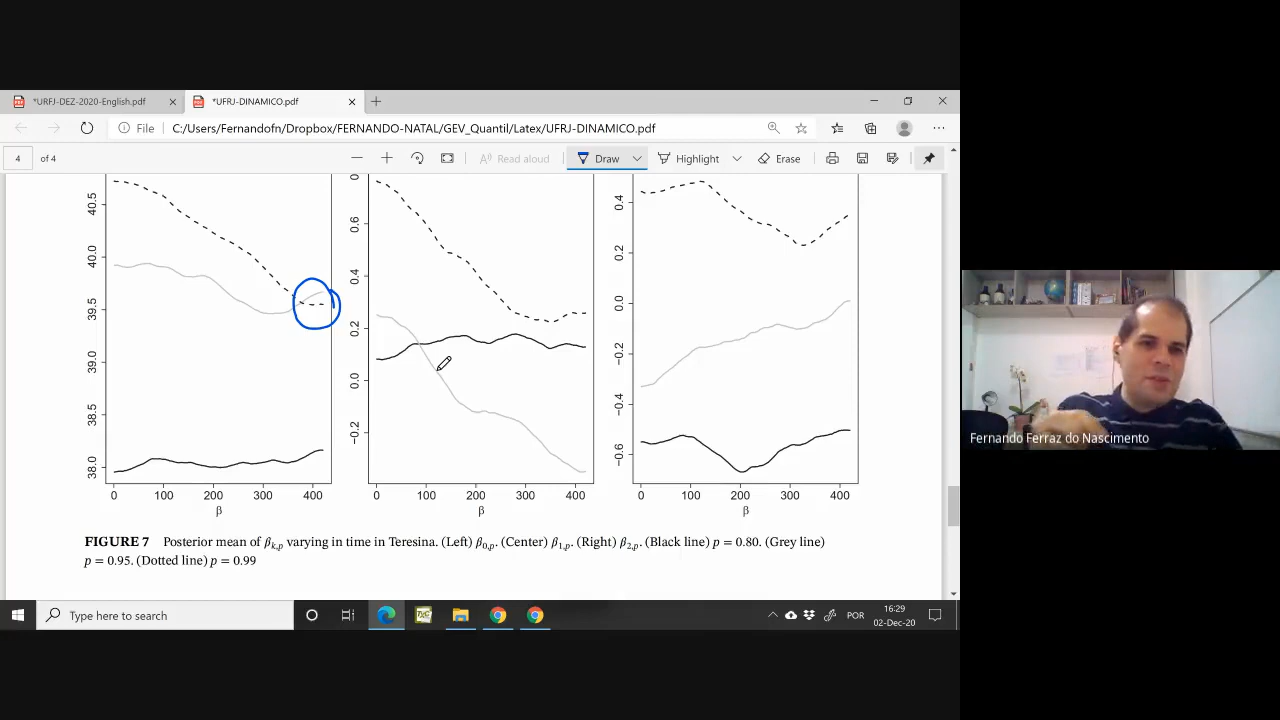 *URFJ-DEZ-2020-English.pdf
*UFRJ-DINAMICO.pdf
File
C:/Users/Fernandofn/Dropbox/FERNANDO-NATAL/GEV_Quantil/Latex/UFRJ-DINAMICO.pdf
4 of 4
Read aloud
Draw
Highlight
Erase
40.5
40.0
39.5
39.0
38.5
38.0
0 100 200 300 400
β
0
0.6
0.4
0.2
0.0
−0.2
0 100 200 300 400
β
0.4
0.2
0.0
−0.2
−0.4
−0.6
0 100 200 300 400
β
FIGURE 7 Posterior mean of βk,p varying in time in Teresina. (Left) β0,p. (Center) β1,p. (Right) β2,p. (Black line) p = 0.80. (Grey line)
p = 0.95. (Dotted line) p = 0.99
Type here to search
POR
16:29
02-Dec-20
Fernando Ferraz do Nascimento